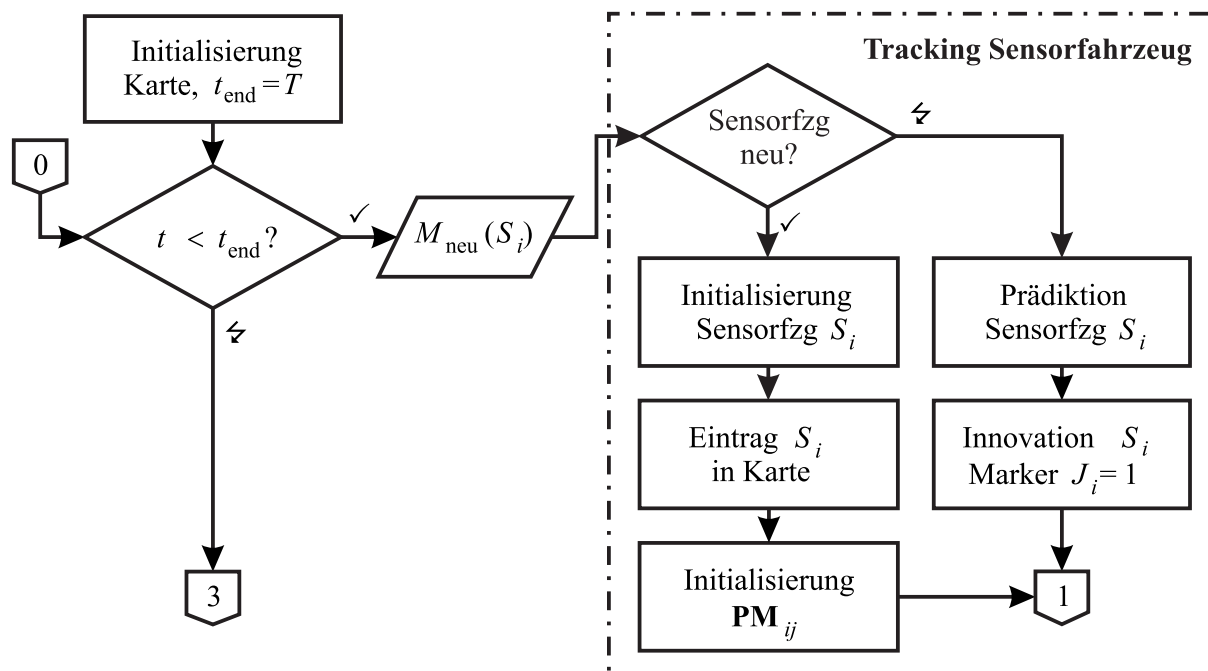 Initialisierung
Karte, t_end = T
0
t < t_end?
✓
M_neu(S_i)
↯
3
Tracking Sensorfahrzeug
Sensorfzg
neu?
↯
✓
Initialisierung
Sensorfzg S_i
Eintrag S_i
in Karte
Initialisierung
PM_ij
Prädiktion
Sensorfzg S_i
Innovation S_i
Marker J_i = 1
1